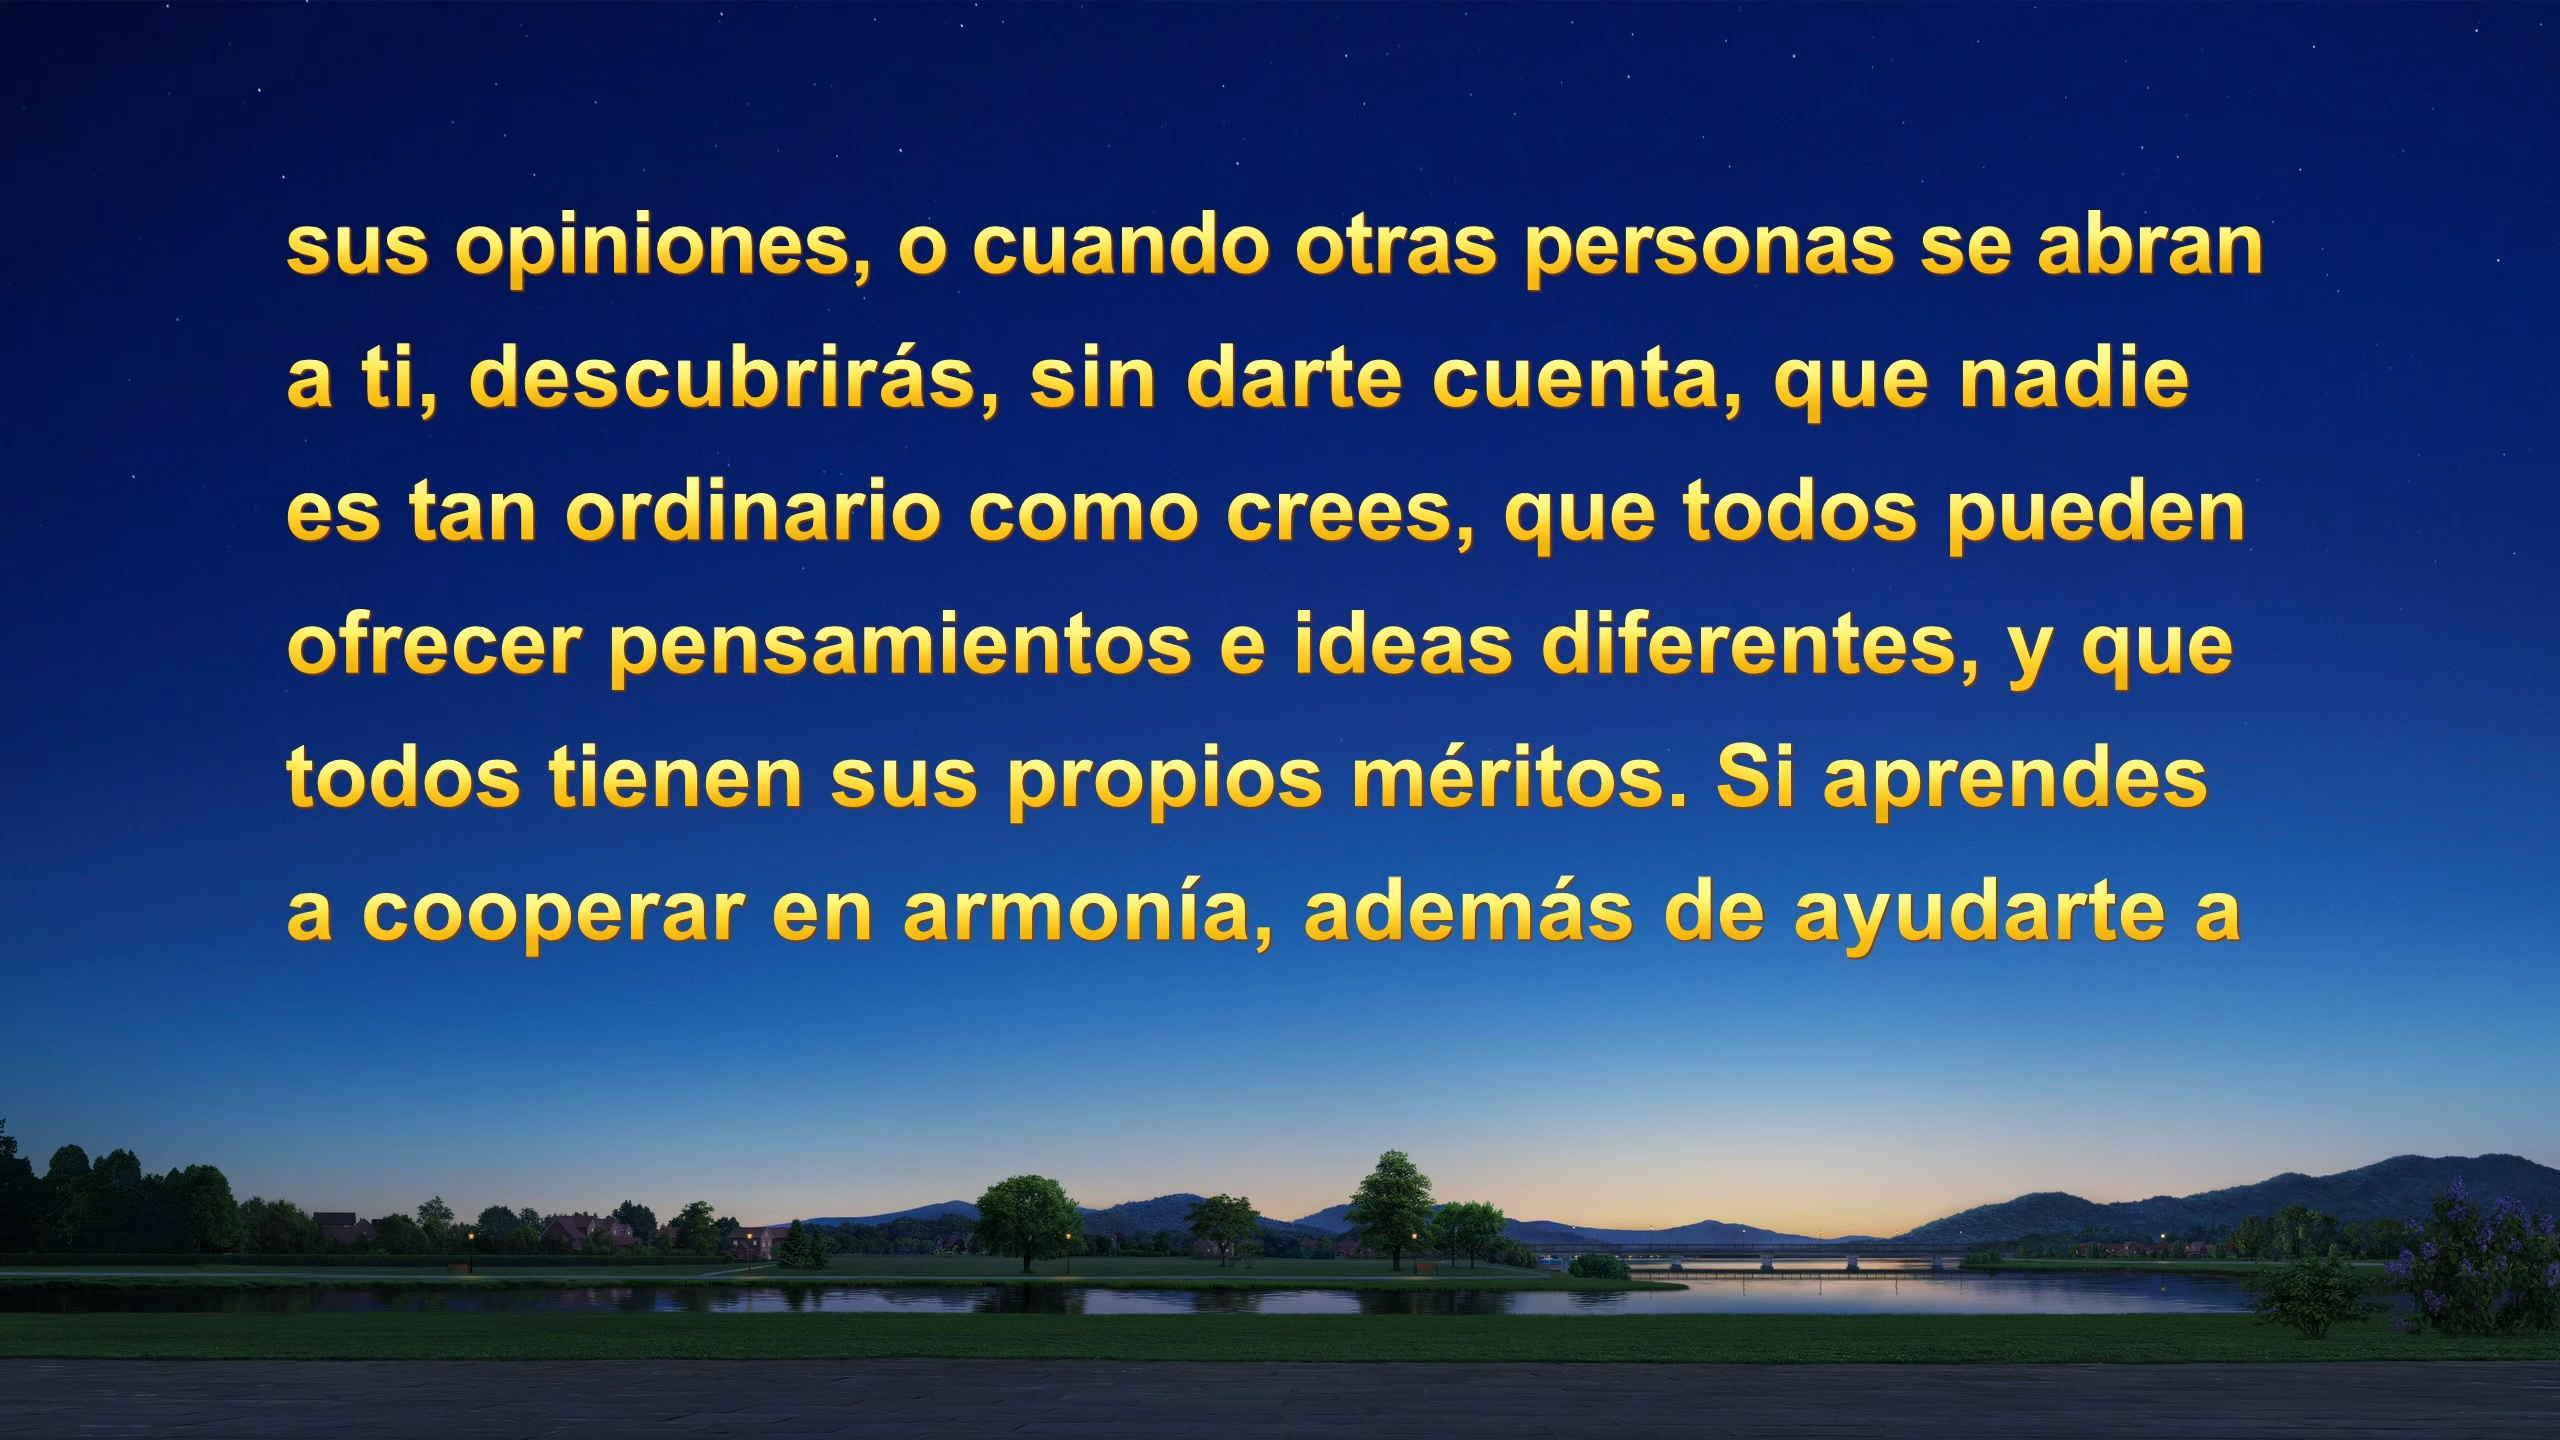 sus opiniones, o cuando otras personas se abran
a ti, descubrirás, sin darte cuenta, que nadie
es tan ordinario como crees, que todos pueden
ofrecer pensamientos e ideas diferentes, y que
todos tienen sus propios méritos. Si aprendes
a cooperar en armonía, además de ayudarte a